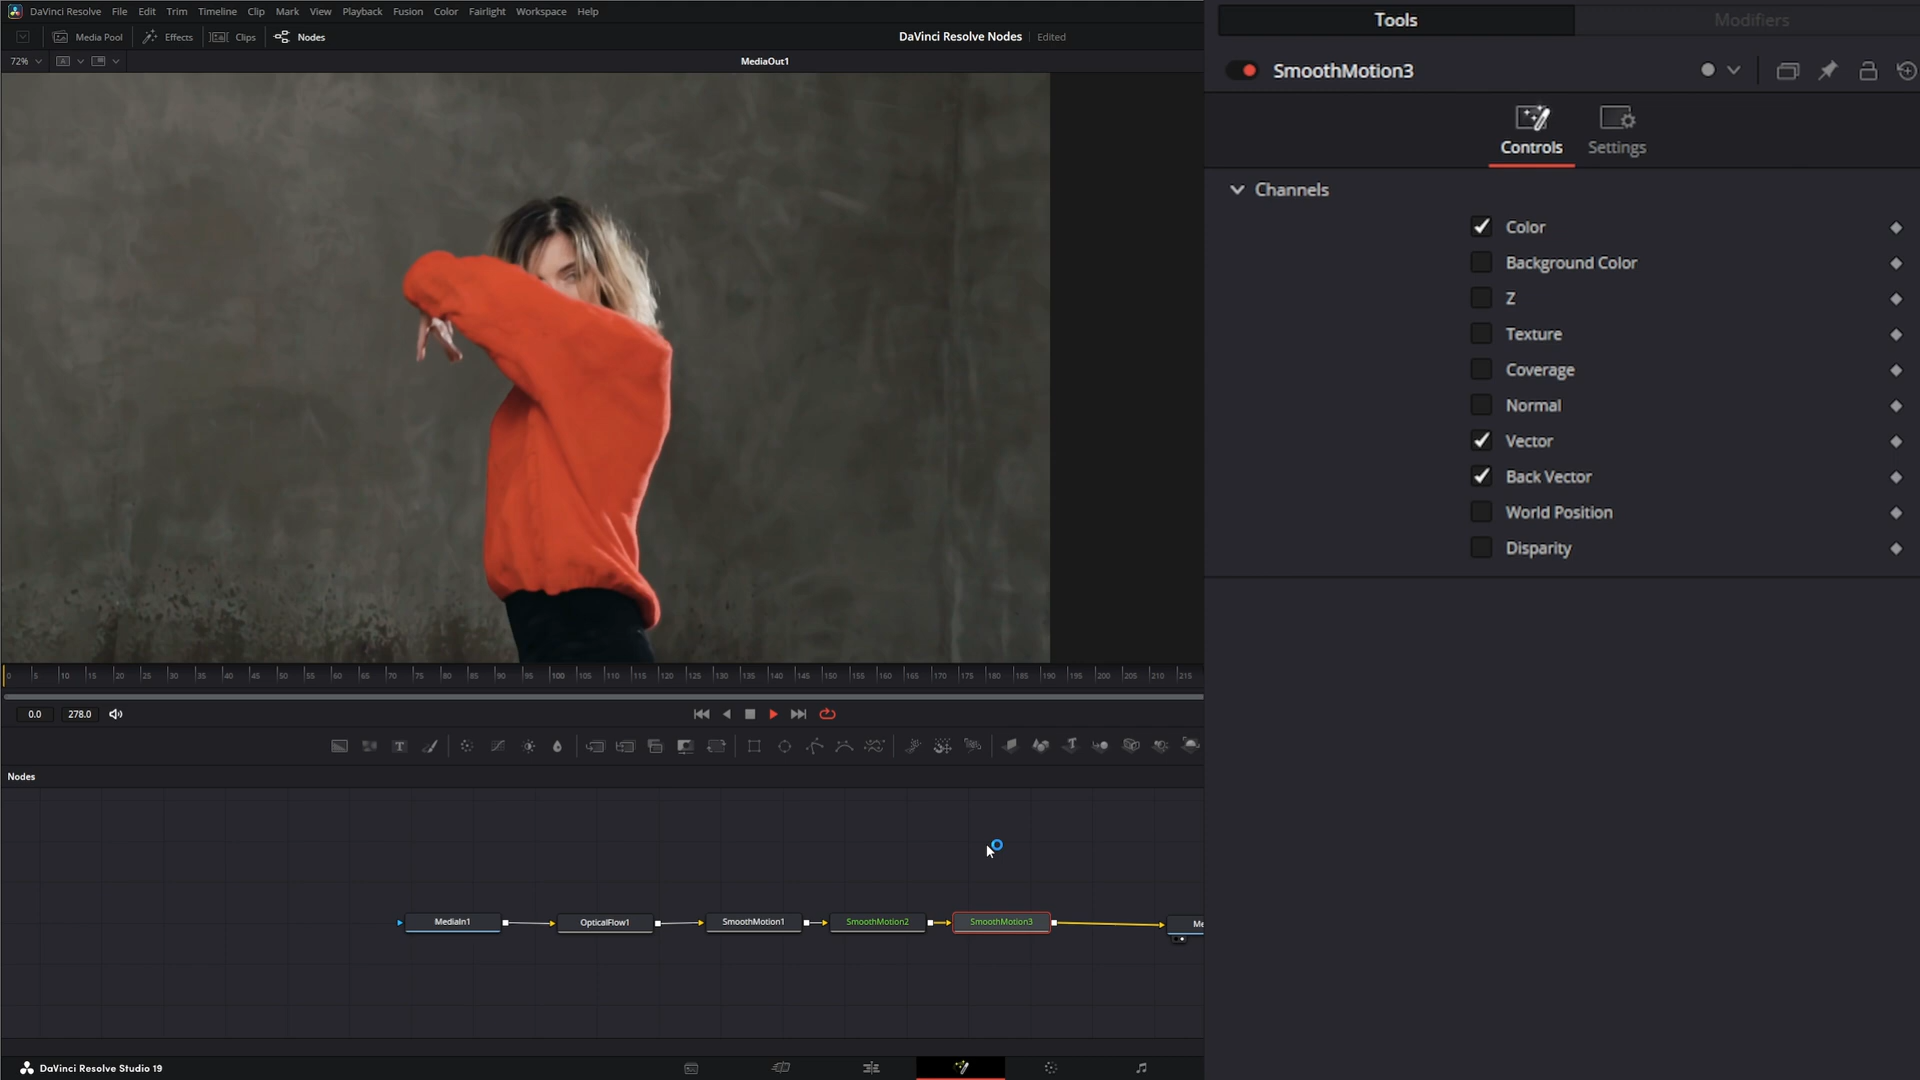 DaVinci Resolve File Edit Trim Timeline Clip Mark View Playback Fusion Color Fairlight Workspace Help
Media Pool Effects Clips Nodes DaVinci Resolve Nodes Edited
72% A MediaOut1
0 5 10 15 20 25 30 35 40 45 50 55 60 65 70 75 80 85 90 95 100 105 110 115 120 125 130 135 140 145 150 155 160 165 170 175 180 185 190 195 200 205 210 215
0.0 278.0
T
Nodes
MediaIn1 OpticalFlow1 SmoothMotion1 SmoothMotion2 SmoothMotion3 Me
DaVinci Resolve Studio 19
Tools Modifiers
SmoothMotion3
Controls Settings
Channels
Color
Background Color
Z
Texture
Coverage
Normal
Vector
Back Vector
World Position
Disparity